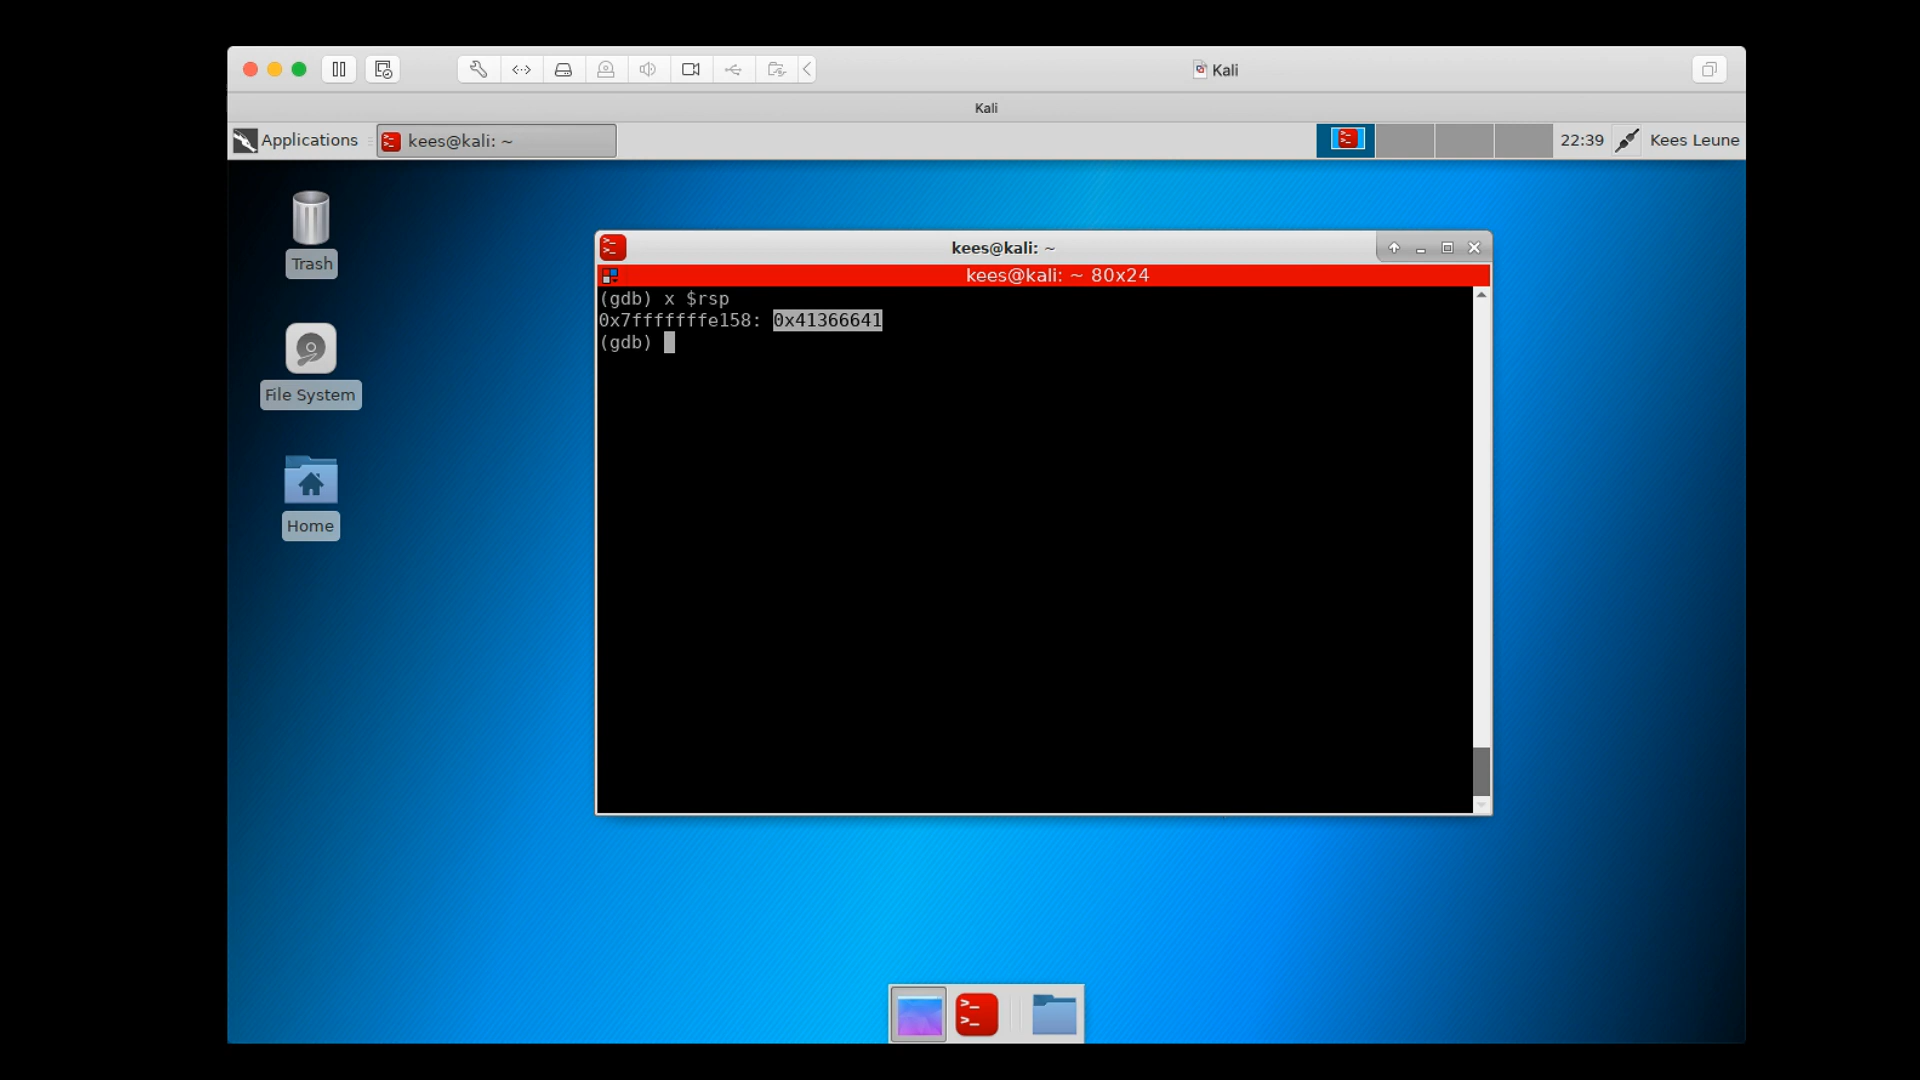 Kali
Kali
Applications
kees@kali: ~
22:39
Kees Leune
Trash
File System
Home
kees@kali: ~
kees@kali: ~ 80x24
(gdb) x $rsp
0x7fffffffe158: 0x41366641
(gdb)